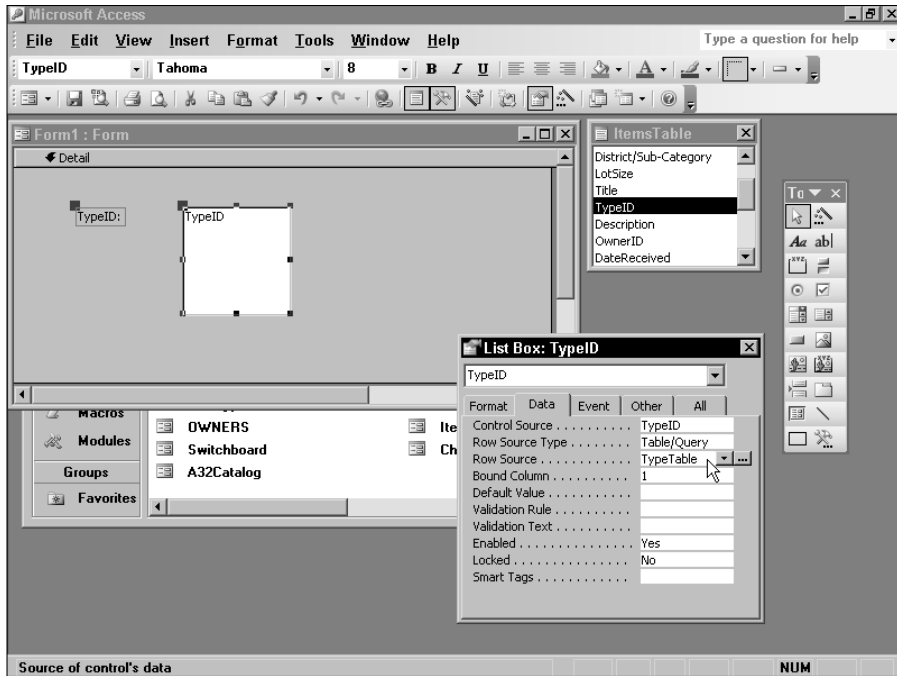 Microsoft Access
File Edit View Insert Format Tools Window Help
Type a question for help
TypeID Tahoma 8 B I U
Form1 : Form
Detail
TypeID:
TypeID
ItemsTable
District/Sub-Category
LotSize
Title
TypeID
Description
OwnerID
DateReceived
Aa ab
List Box: TypeID
TypeID
Format Data Event Other All
Control Source . . . . . . . . . . TypeID
Row Source Type . . . . . . . . Table/Query
Row Source . . . . . . . . . . . . TypeTable
Bound Column . . . . . . . . . . 1
Default Value . . . . . . . . . . .
Validation Rule . . . . . . . . . .
Validation Text . . . . . . . . . .
Enabled . . . . . . . . . . . . . . . Yes
Locked . . . . . . . . . . . . . . . . No
Smart Tags . . . . . . . . . . . .
Macros
Modules
Groups
Favorites
OWNERS
Switchboard
A32Catalog
Ite
Ch
Source of control's data
NUM